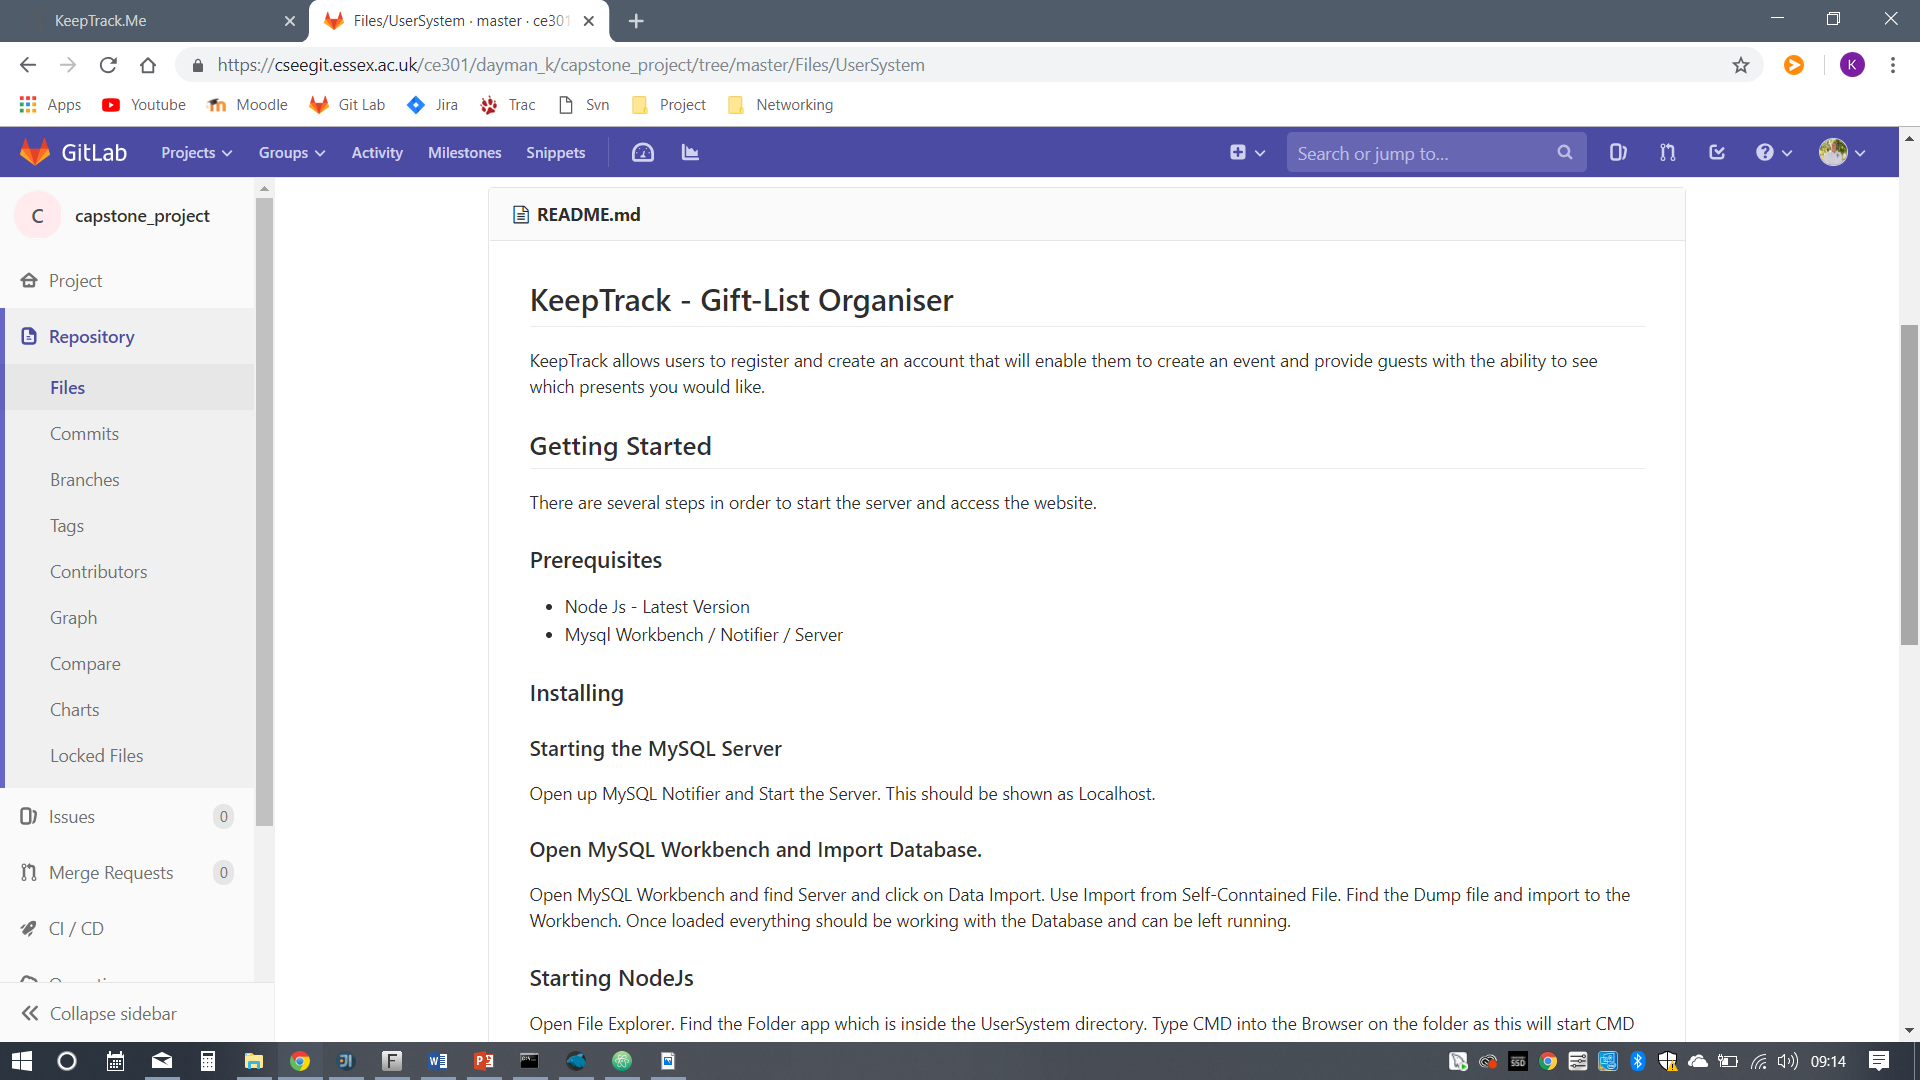 KeepTrack.Me
Files/UserSystem · master · ce301
https://cseegit.essex.ac.uk/ce301/dayman_k/capstone_project/tree/master/Files/UserSystem
K
Apps Youtube Moodle Git Lab Jira Trac Svn Project Networking
GitLab Projects Groups Activity Milestones Snippets Search or jump to...
C capstone_project
Project
Repository
Files
Commits
Branches
Tags
Contributors
Graph
Compare
Charts
Locked Files
Issues 0
Merge Requests 0
CI / CD
Collapse sidebar
README.md
KeepTrack - Gift-List Organiser
KeepTrack allows users to register and create an account that will enable them to create an event and provide guests with the ability to see
which presents you would like.
Getting Started
There are several steps in order to start the server and access the website.
Prerequisites
• Node Js - Latest Version
• Mysql Workbench / Notifier / Server
Installing
Starting the MySQL Server
Open up MySQL Notifier and Start the Server. This should be shown as Localhost.
Open MySQL Workbench and Import Database.
Open MySQL Workbench and find Server and click on Data Import. Use Import from Self-Conntained File. Find the Dump file and import to the
Workbench. Once loaded everything should be working with the Database and can be left running.
Starting NodeJs
Open File Explorer. Find the Folder app which is inside the UserSystem directory. Type CMD into the Browser on the folder as this will start CMD
09:14